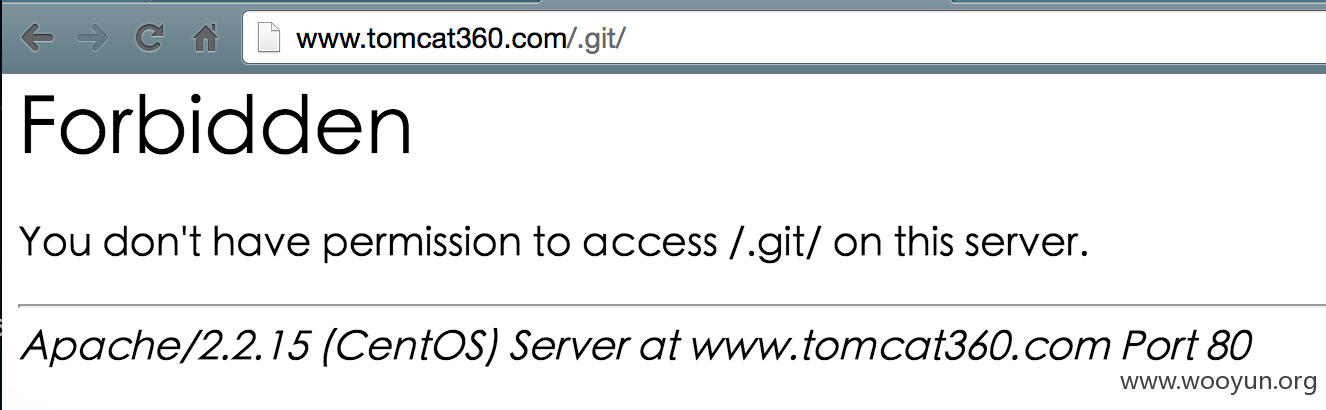 www.tomcat360.com/.git/
Forbidden
You don't have permission to access /.git/ on this server.
Apache/2.2.15 (CentOS) Server at www.tomcat360.com Port 80
www.wooyun.org